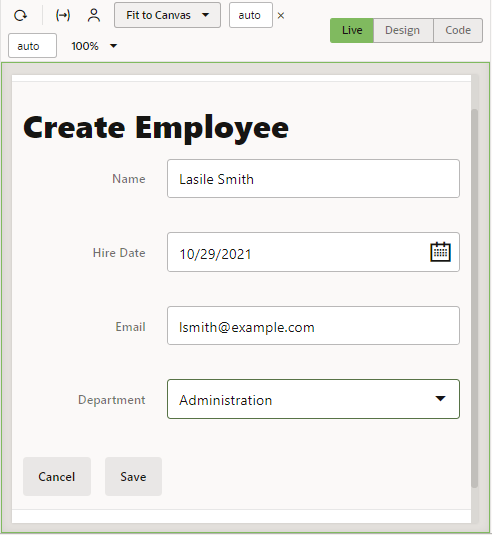 Fit to Canvas auto × Live Design Code
auto 100%
Create Employee
Name Lasile Smith
Hire Date 10/29/2021
Email lsmith@example.com
Department Administration
Cancel Save